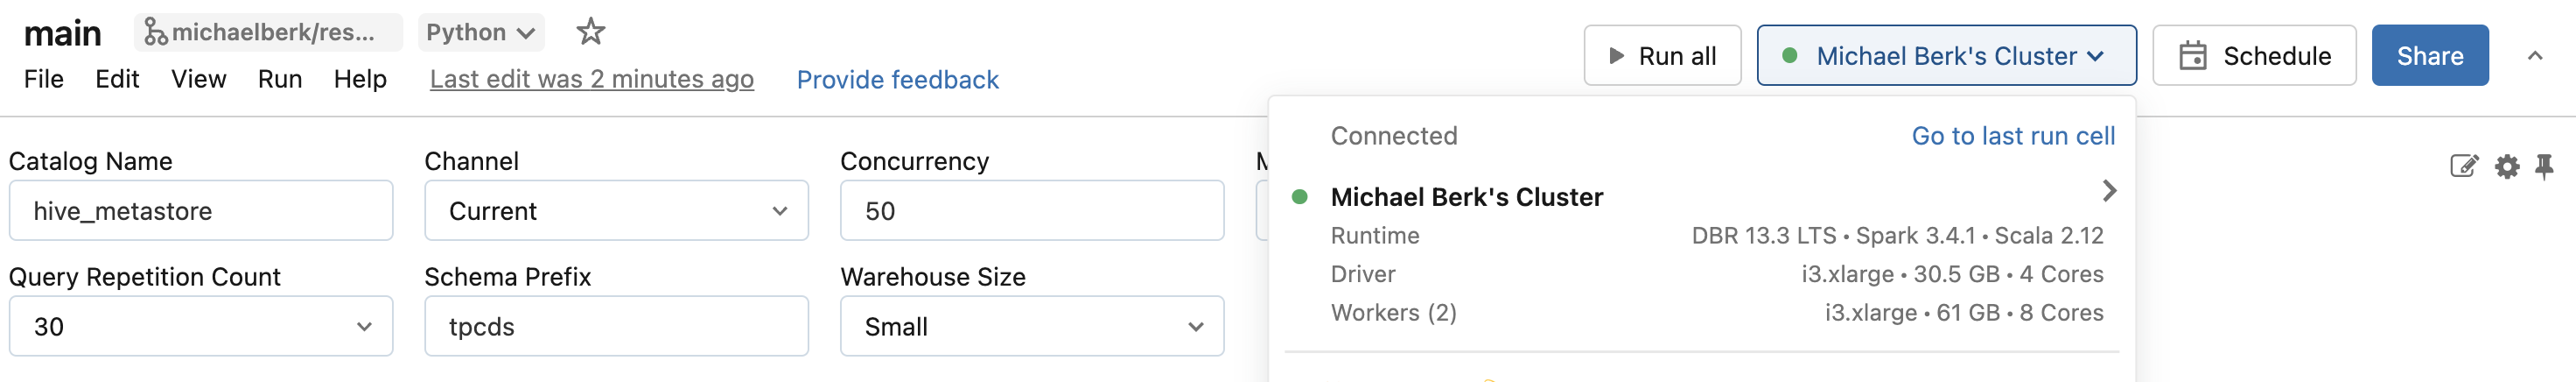 main michaelberk/res... Python
File Edit View Run Help Last edit was 2 minutes ago Provide feedback
Run all Michael Berk's Cluster Schedule Share
Connected Go to last run cell
Michael Berk's Cluster
Runtime DBR 13.3 LTS • Spark 3.4.1 • Scala 2.12
Driver i3.xlarge • 30.5 GB • 4 Cores
Workers (2) i3.xlarge • 61 GB • 8 Cores
Catalog Name Channel Concurrency
hive_metastore Current 50
Query Repetition Count Schema Prefix Warehouse Size
30 tpcds Small